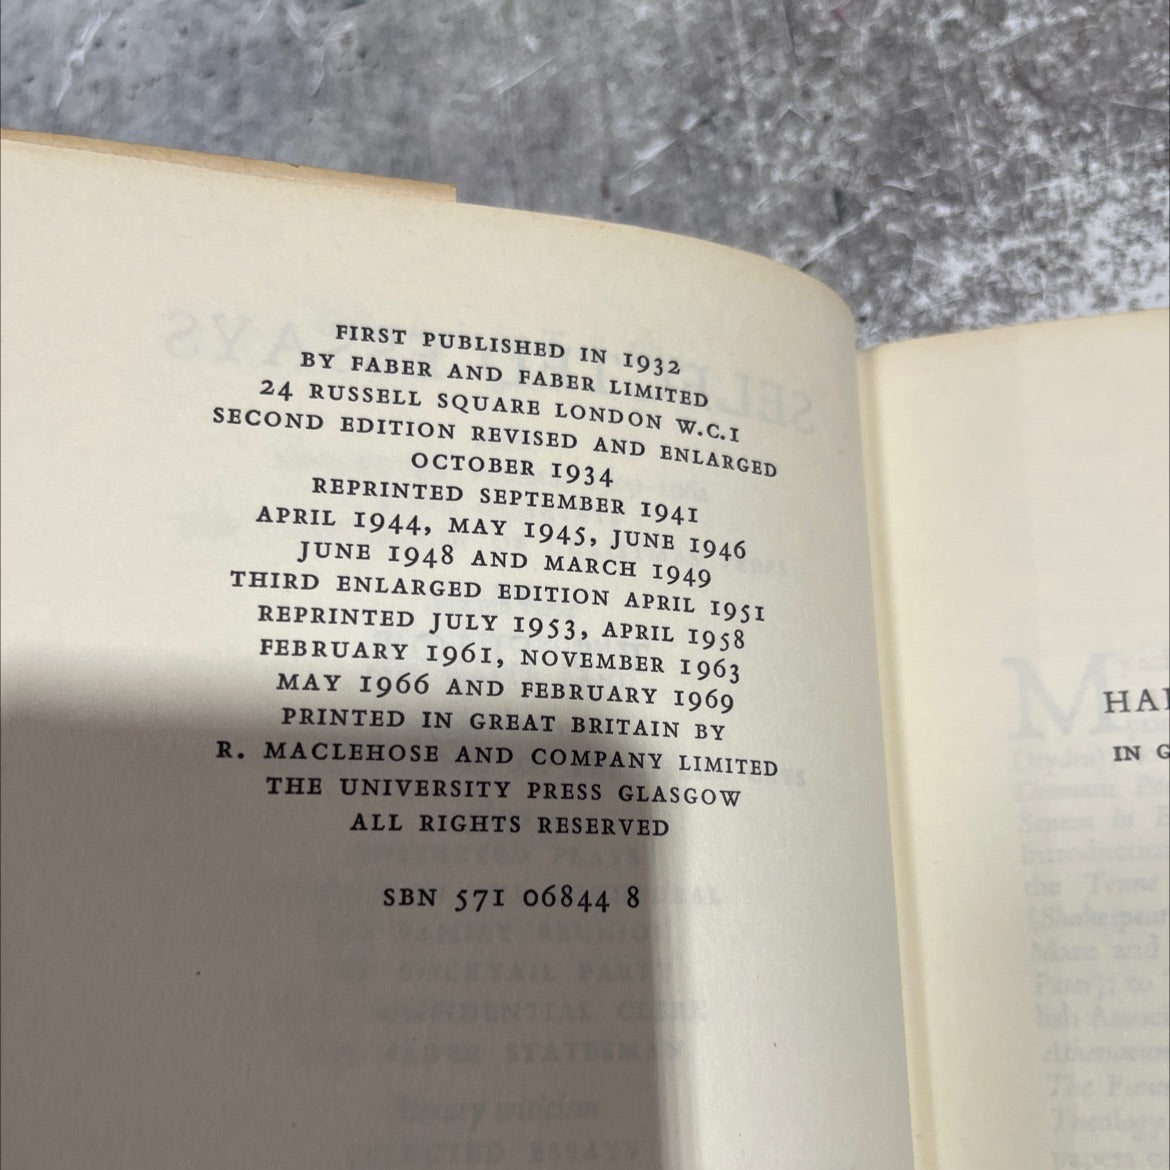 FIRST PUBLISHED IN 1932
BY FABER AND FABER LIMITED
24 RUSSELL SQUARE LONDON W.C.1
SECOND EDITION REVISED AND ENLARGED
OCTOBER 1934
REPRINTED SEPTEMBER 1941
APRIL 1944, MAY 1945, JUNE 1946
JUNE 1948 AND MARCH 1949
THIRD ENLARGED EDITION APRIL 1951
REPRINTED JULY 1953, APRIL 1958
FEBRUARY 1961, NOVEMBER 1963
MAY 1966 AND FEBRUARY 1969
PRINTED IN GREAT BRITAIN BY
R. MACLEHOSE AND COMPANY LIMITED
THE UNIVERSITY PRESS GLASGOW
ALL RIGHTS RESERVED
SBN 571 06844 8
IN